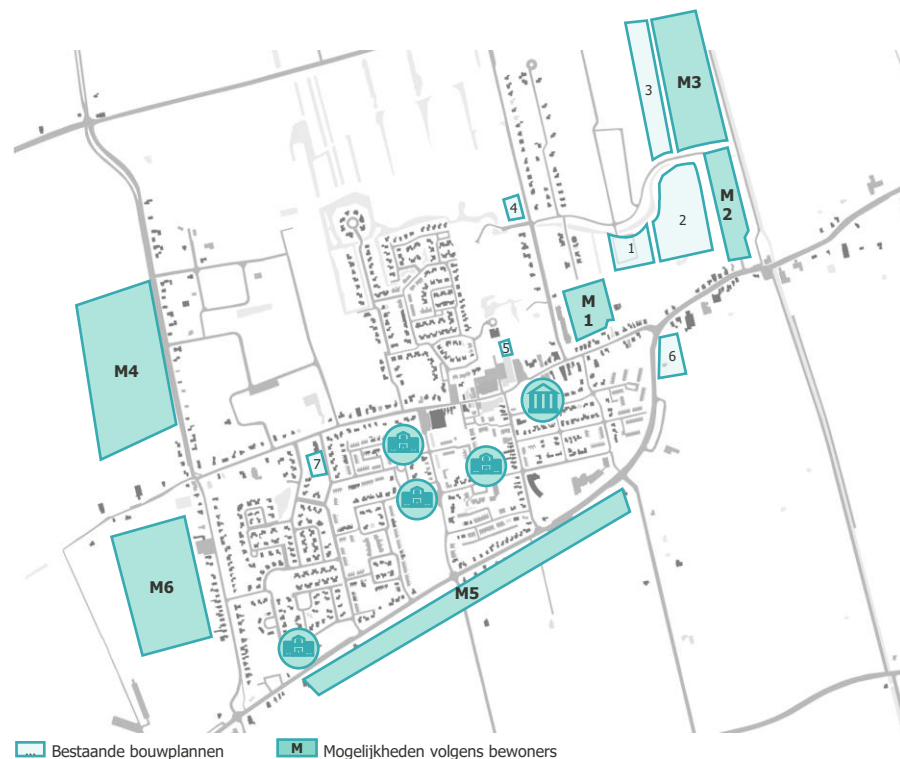 3
M3
4
M
2
2
1
M
1
5
6
M4
7
M6
M5
... Bestaande bouwplannen
M Mogelijkheden volgens bewoners